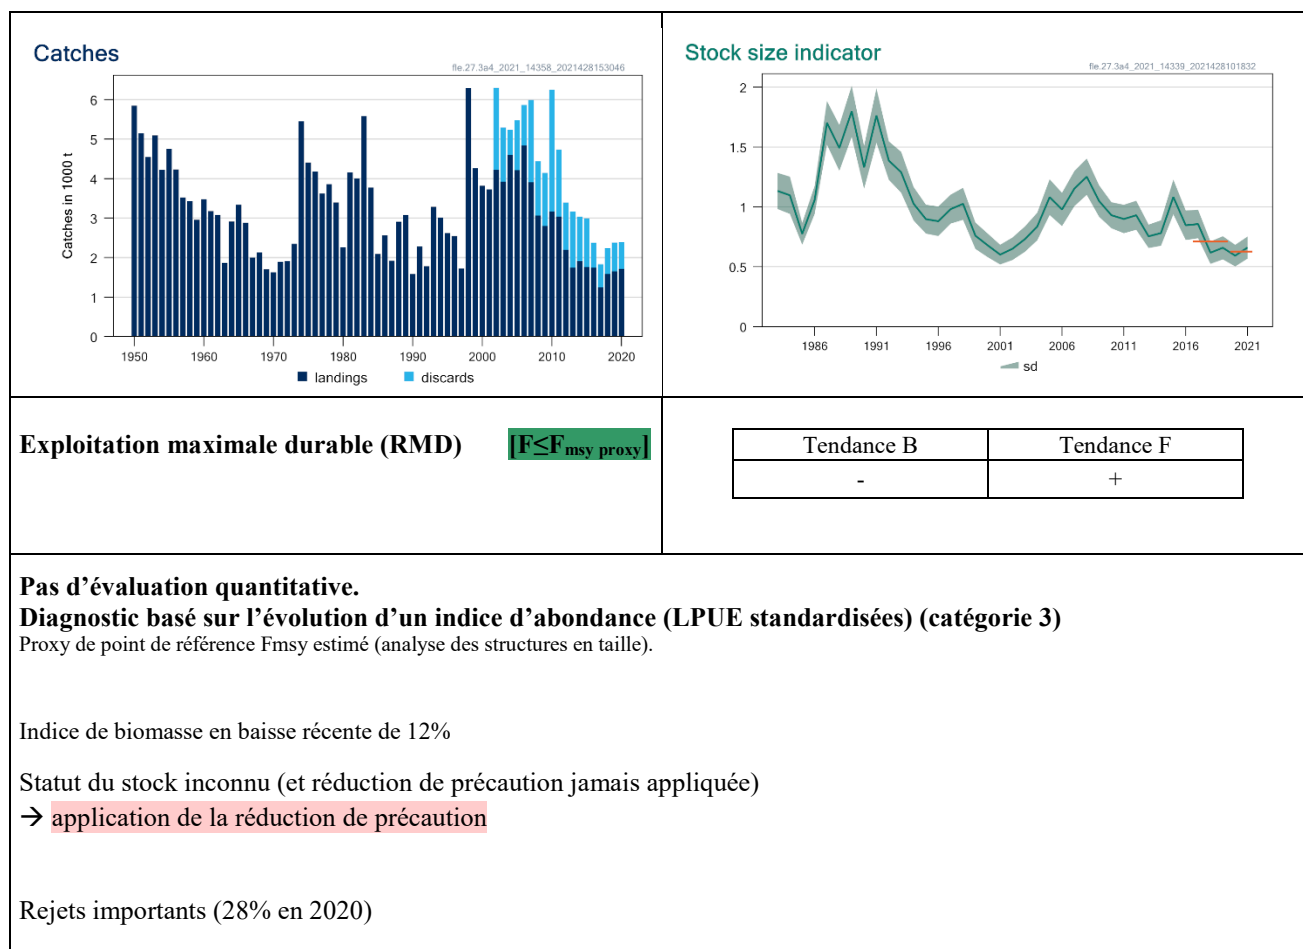 Catches
fle.27.3a4_2021_14358_2021428153046
Catches in 1000 t
6
5
4
3
2
1
0
1950 1960 1970 1980 1990 2000 2010 2020
landings discards
Stock size indicator
fle.27.3a4_2021_14339_2021428101832
2
1.5
1
0.5
0
1986 1991 1996 2001 2006 2011 2016 2021
sd
Exploitation maximale durable (RMD) [F≤Fmsy proxy]
Tendance B Tendance F
- +
Pas d’évaluation quantitative.
Diagnostic basé sur l’évolution d’un indice d’abondance (LPUE standardisées) (catégorie 3)
Proxy de point de référence Fmsy estimé (analyse des structures en taille).
Indice de biomasse en baisse récente de 12%
Statut du stock inconnu (et réduction de précaution jamais appliquée)
→ application de la réduction de précaution
Rejets importants (28% en 2020)